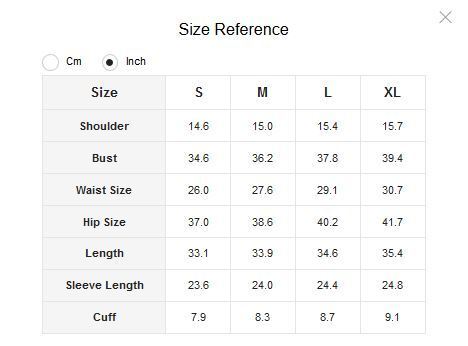 Size Reference
Cm Inch
Size S M L XL
Shoulder 14.6 15.0 15.4 15.7
Bust 34.6 36.2 37.8 39.4
Waist Size 26.0 27.6 29.1 30.7
Hip Size 37.0 38.6 40.2 41.7
Length 33.1 33.9 34.6 35.4
Sleeve Length 23.6 24.0 24.4 24.8
Cuff 7.9 8.3 8.7 9.1